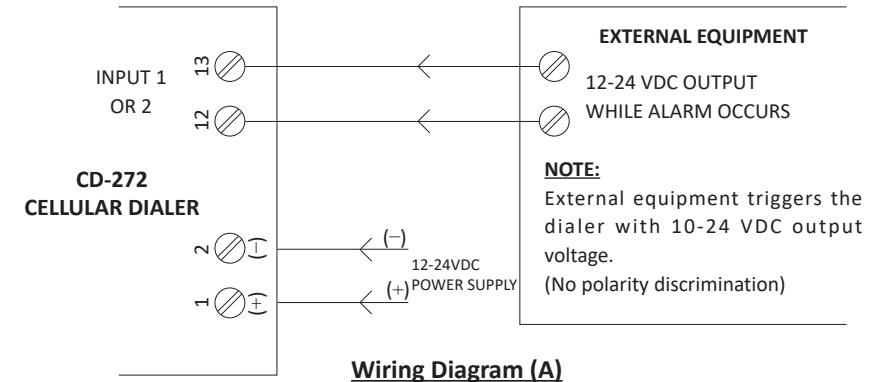 INPUT 1
OR 2
13
12
CD-272
CELLULAR DIALER
2 (−)
1 (+)
(−)
12-24VDC
(+) POWER SUPPLY
EXTERNAL EQUIPMENT
12-24 VDC OUTPUT
WHILE ALARM OCCURS
NOTE:
External equipment triggers the
dialer with 10-24 VDC output
voltage.
(No polarity discrimination)
Wiring Diagram (A)